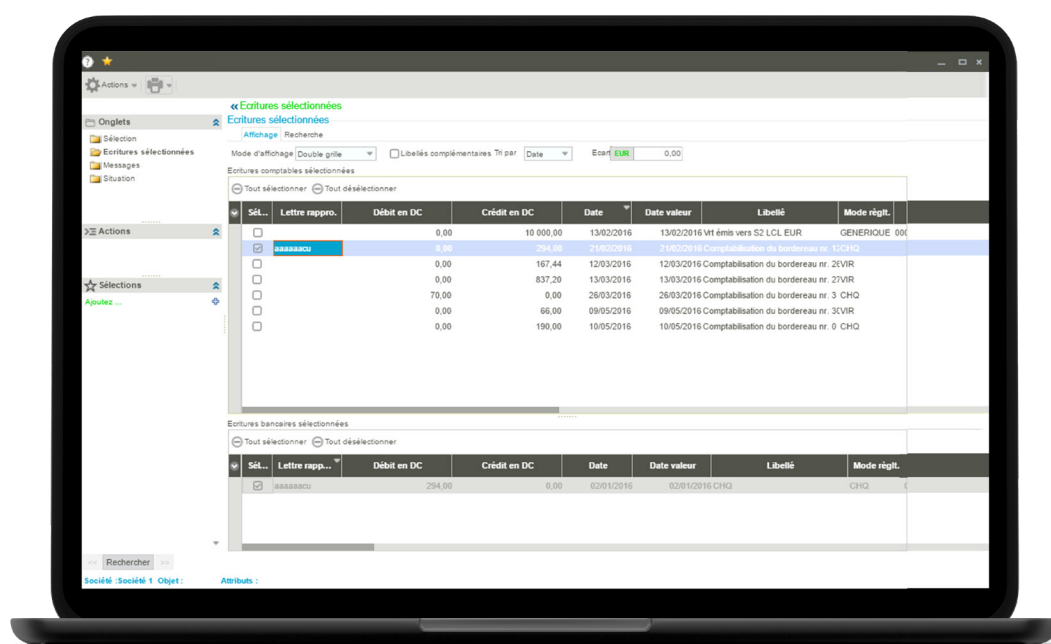 ?
Actions
« Ecritures sélectionnées
Onglets
Ecritures sélectionnées
Sélection
Affichage Recherche
Ecritures sélectionnées
Mode d'affichage Double grille Libellés complémentaires Tri par Date Ecart EUR 0,00
Messages
Ecritures comptables sélectionnées
Situation
Tout sélectionner Tout désélectionner
Sél... Lettre rappro. Débit en DC Crédit en DC Date Date valeur Libellé Mode règlt.
Actions
0,00 10 000,00 13/02/2016 13/02/2016 Vrt émis vers S2 LCL EUR GENERIQUE 000
aaaaaacu 0,00 294,00 21/02/2016 21/02/2016 Comptabilisation du bordereau nr. 12 CHQ
0,00 167,44 12/03/2016 12/03/2016 Comptabilisation du bordereau nr. 26 VIR
0,00 837,20 13/03/2016 13/03/2016 Comptabilisation du bordereau nr. 27 VIR
Sélections
70,00 0,00 26/03/2016 26/03/2016 Comptabilisation du bordereau nr. 3 CHQ
Ajoutez ...
0,00 66,00 09/05/2016 09/05/2016 Comptabilisation du bordereau nr. 30 VIR
0,00 190,00 10/05/2016 10/05/2016 Comptabilisation du bordereau nr. 0 CHQ
Ecritures bancaires sélectionnées
Tout sélectionner Tout désélectionner
Sél... Lettre rapp... Débit en DC Crédit en DC Date Date valeur Libellé Mode règlt.
aaaaaacu 294,00 0,00 02/01/2016 02/01/2016 CHQ CHQ
<< Rechercher >>
Société :Société 1 Objet : Attributs :